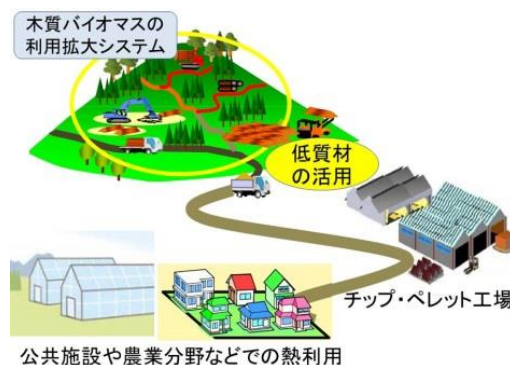 木質バイオマスの
利用拡大システム
低質材
の活用
チップ・ペレット工場
公共施設や農業分野などでの熱利用